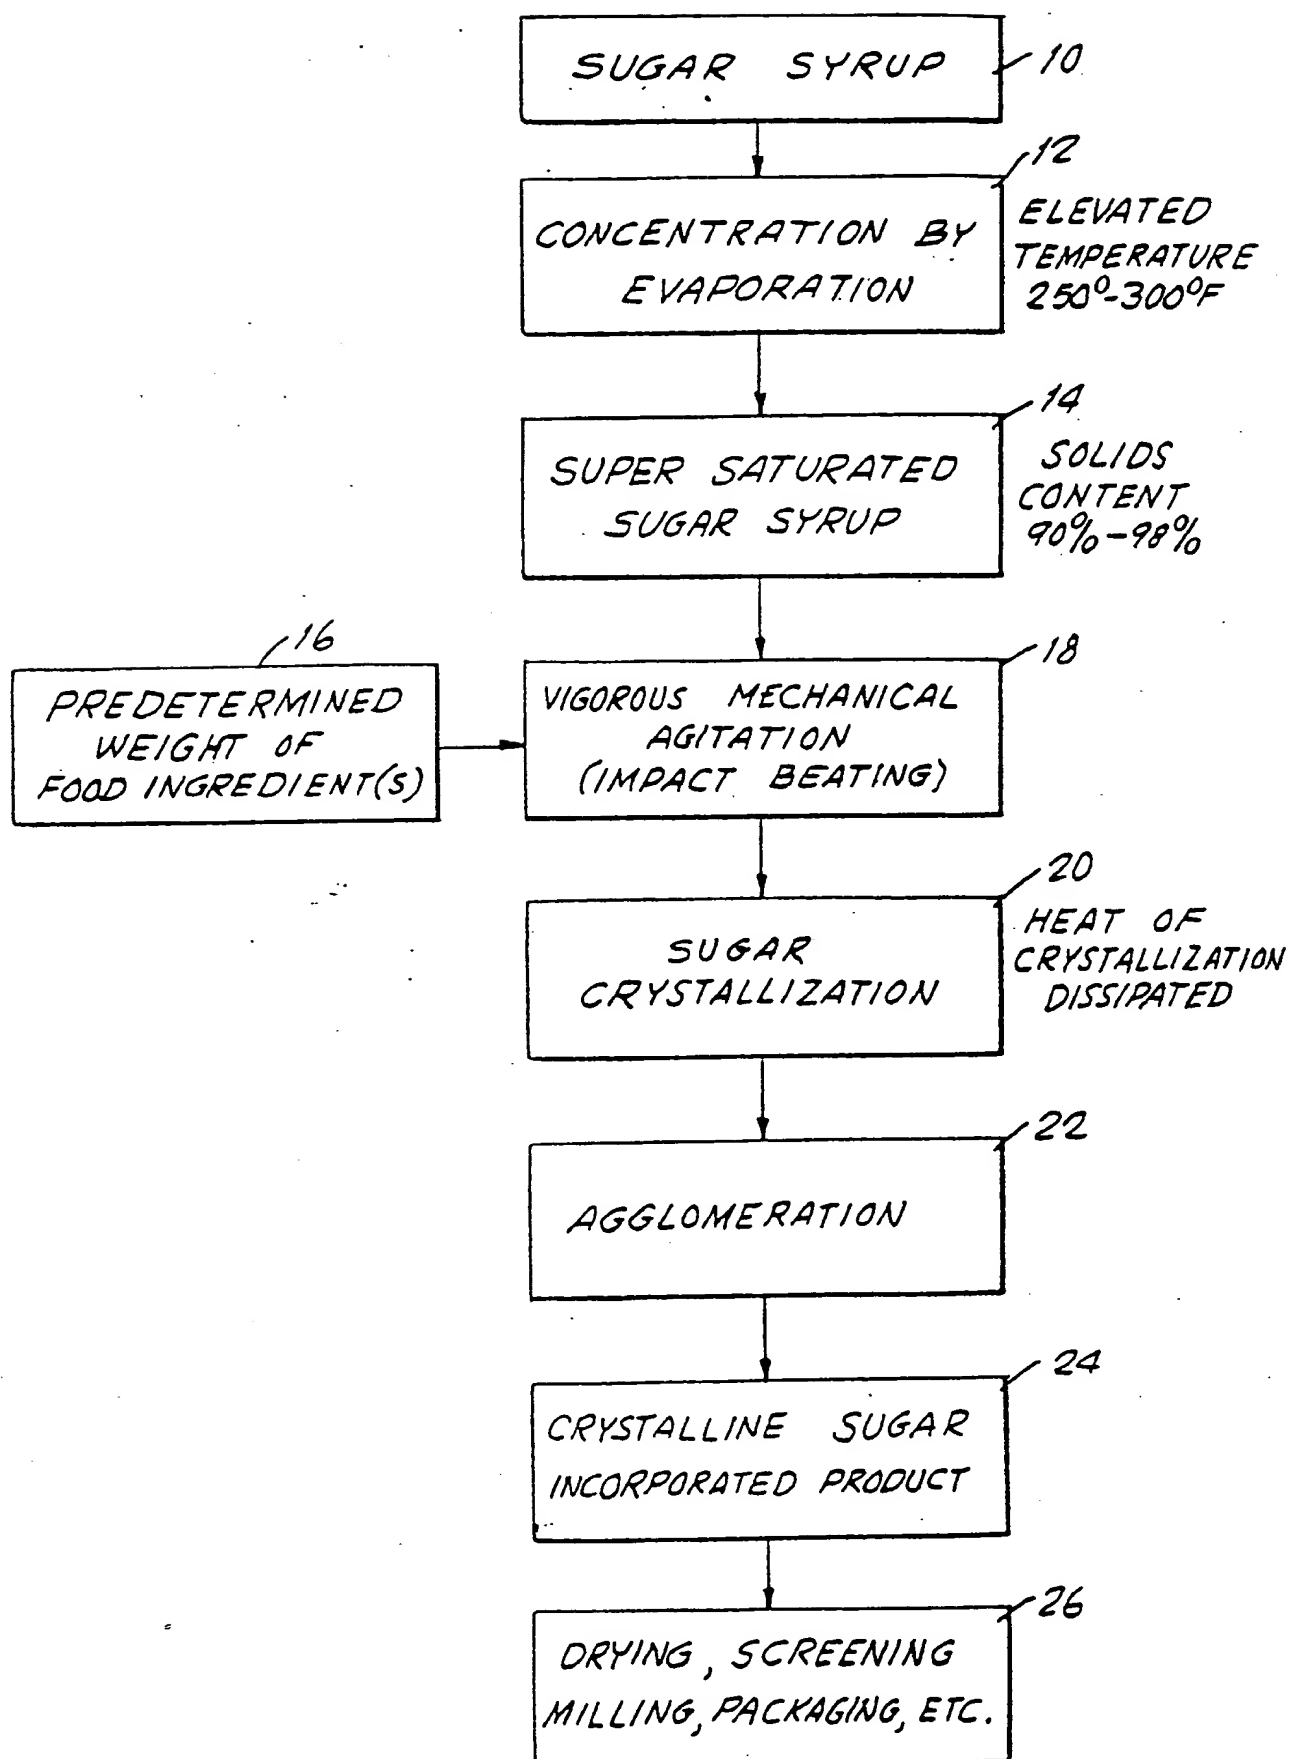 SUGAR SYRUP
10
12
CONCENTRATION BY
EVAPORATION
ELEVATED
TEMPERATURE
250°-300°F
14
SUPER SATURATED
SUGAR SYRUP
SOLIDS
CONTENT
90%-98%
16
PREDETERMINED
WEIGHT OF
FOOD INGREDIENT(S)
18
VIGOROUS MECHANICAL
AGITATION
(IMPACT BEATING)
20
SUGAR
CRYSTALLIZATION
HEAT OF
CRYSTALLIZATION
DISSIPATED
22
AGGLOMERATION
24
CRYSTALLINE SUGAR
INCORPORATED PRODUCT
26
DRYING, SCREENING
MILLING, PACKAGING, ETC.